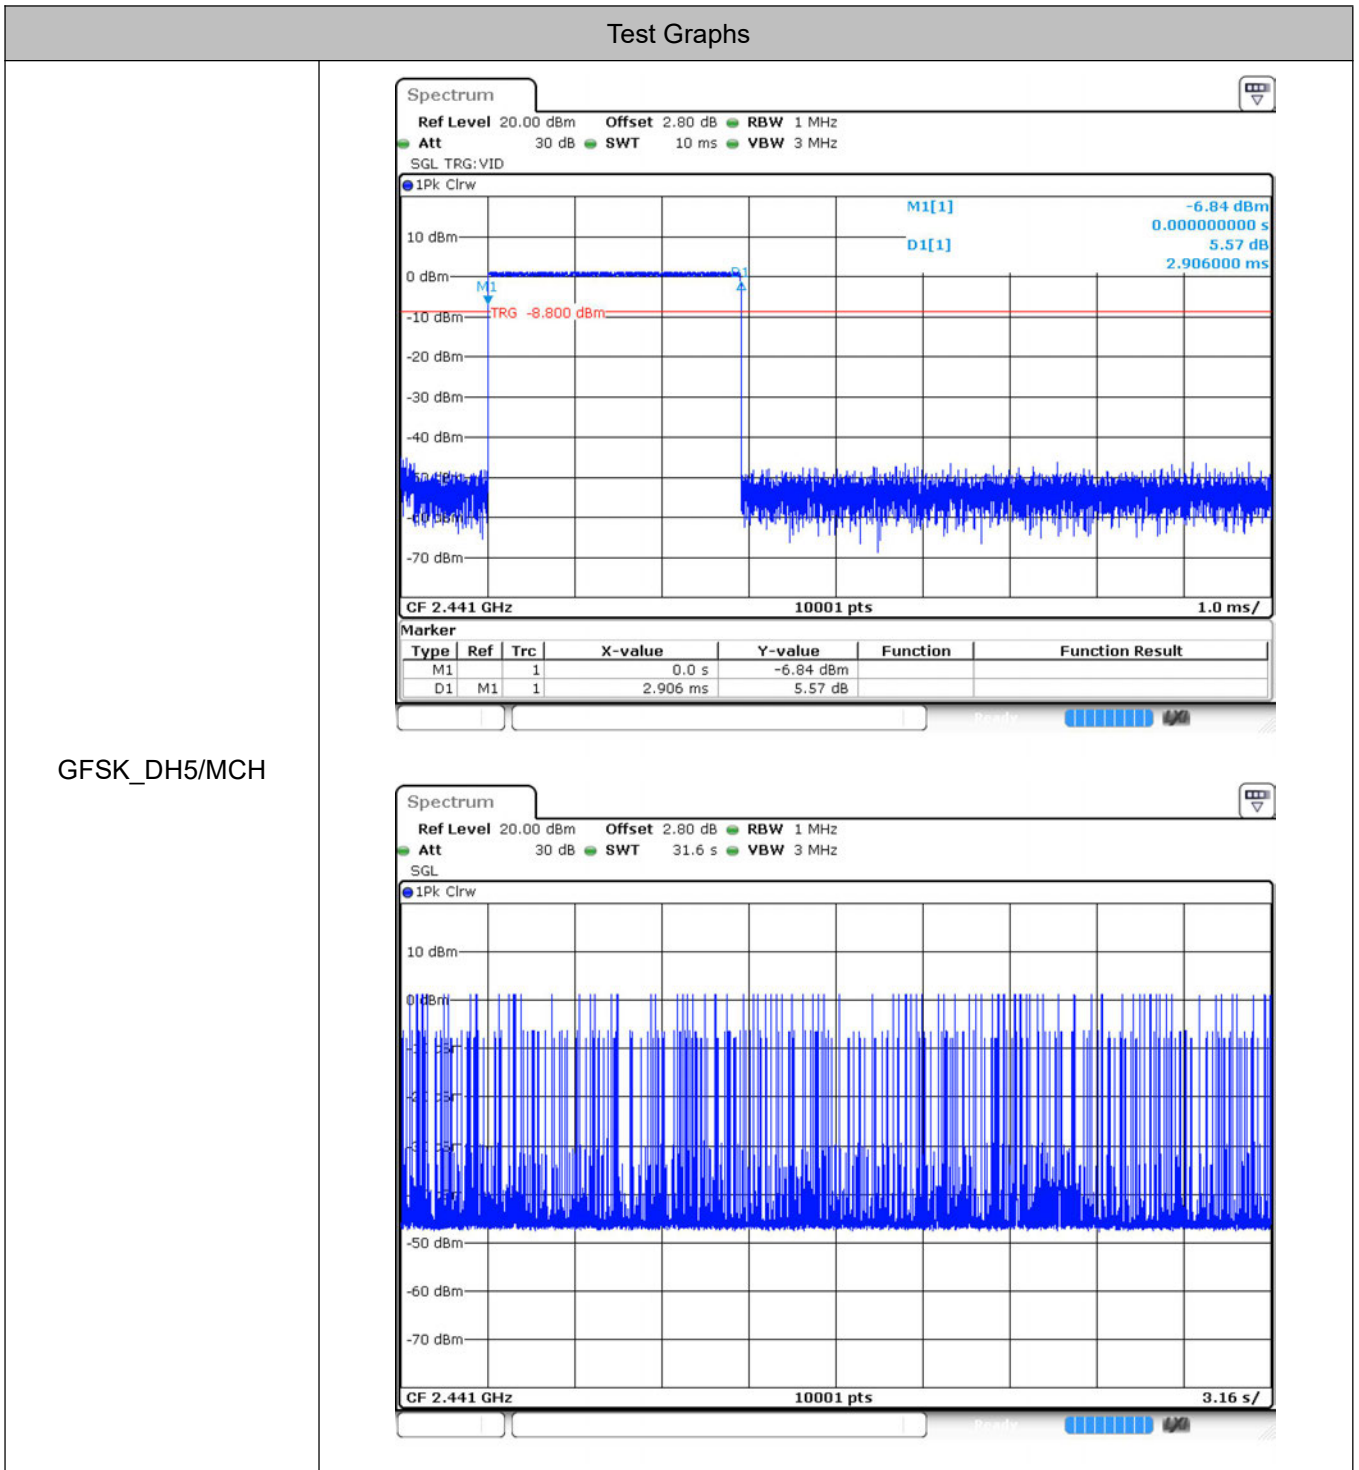 Test Graphs
GFSK_DH5/MCH
Spectrum
Ref Level 20.00 dBm Offset 2.80 dB RBW 1 MHz
Att 30 dB SWT 10 ms VBW 3 MHz
SGL TRG:VID
1Pk Clrw
M1[1] -6.84 dBm
0.000000000 s
D1[1] 5.57 dB
2.906000 ms
10 dBm
0 dBm
D1
M1
TRG -8.800 dBm
-10 dBm
-20 dBm
-30 dBm
-40 dBm
-70 dBm
CF 2.441 GHz 10001 pts 1.0 ms/
Marker
Type Ref Trc X-value Y-value Function Function Result
M1 1 0.0 s -6.84 dBm
D1 M1 1 2.906 ms 5.57 dB
Ready
Spectrum
Ref Level 20.00 dBm Offset 2.80 dB RBW 1 MHz
Att 30 dB SWT 31.6 s VBW 3 MHz
SGL
1Pk Clrw
10 dBm
0 dBm
-50 dBm
-60 dBm
-70 dBm
CF 2.441 GHz 10001 pts 3.16 s/
Ready